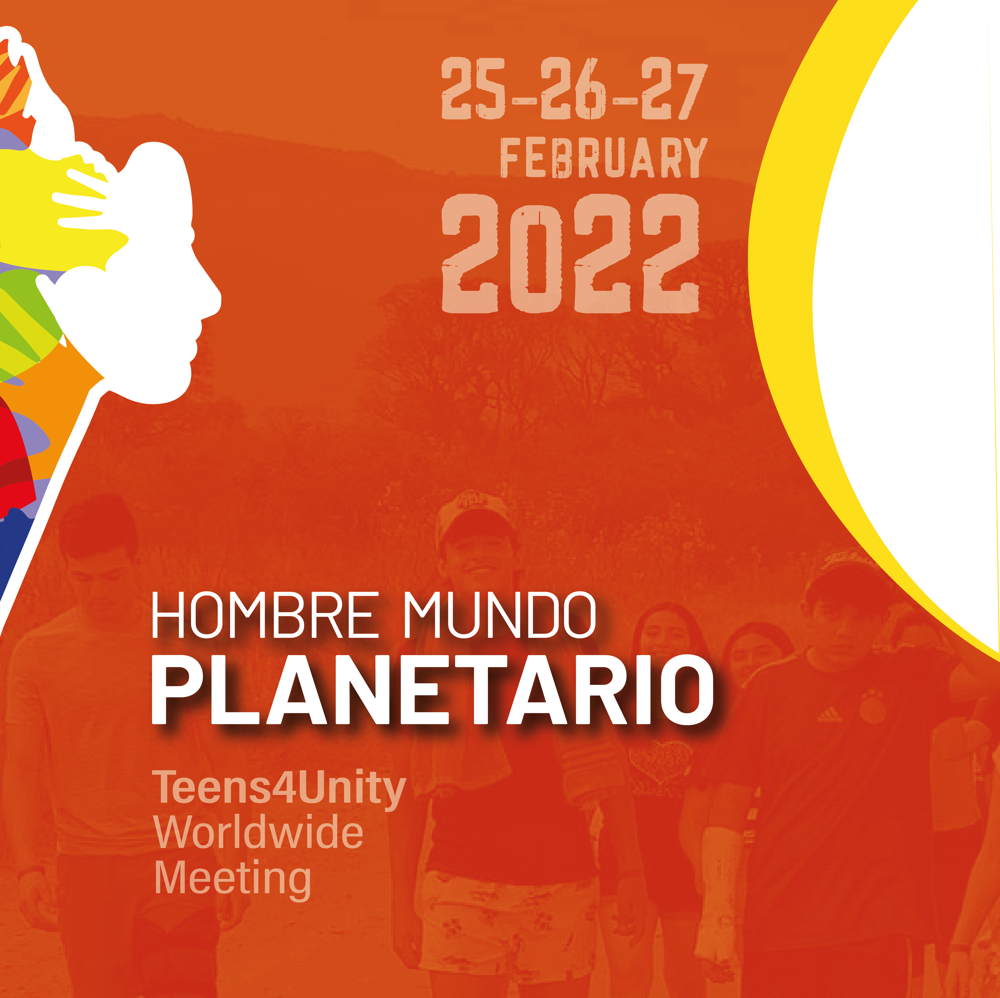 25-26-27
FEBRUARY
2022
HOMBRE MUNDO
PLANETARIO
Teens4Unity
Worldwide
Meeting